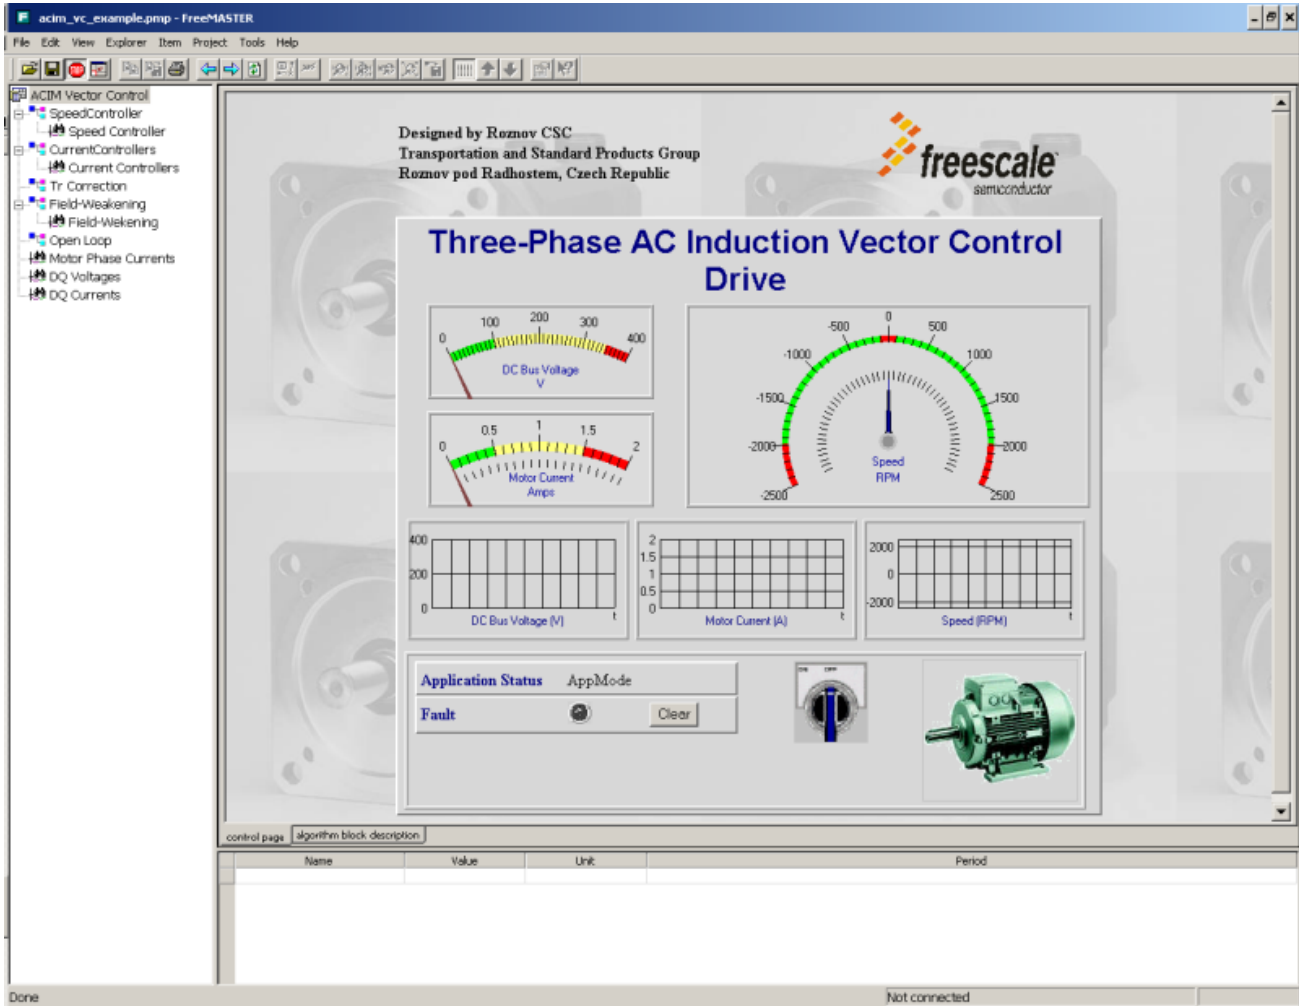 acim_vc_example.pmp - FreeMASTER
File Edit View Explorer Item Project Tools Help
ACIM Vector Control
SpeedController
Speed Controller
CurrentControllers
Current Controllers
Tr Correction
Field-Weakening
Field-Wekening
Open Loop
Motor Phase Currents
DQ Voltages
DQ Currents
Designed by Roznov CSC
Transportation and Standard Products Group
Roznov pod Radhostem, Czech Republic
freescale
semiconductor
Three-Phase AC Induction Vector Control
Drive
0 100 200 300 400
DC Bus Voltage
V
0 0.5 1 1.5 2
Motor Current
Amps
-2500 -2000 -1500 -1000 -500 0 500 1000 1500 2000 2500
Speed
RPM
400
200
0
DC Bus Voltage (V) t
2
1.5
1
0.5
0
Motor Current (A) t
2000
0
-2000
Speed (RPM) t
Application Status AppMode
Fault Clear
ON OFF
control page algorithm block description
Name Value Unit Period
Done Not connected